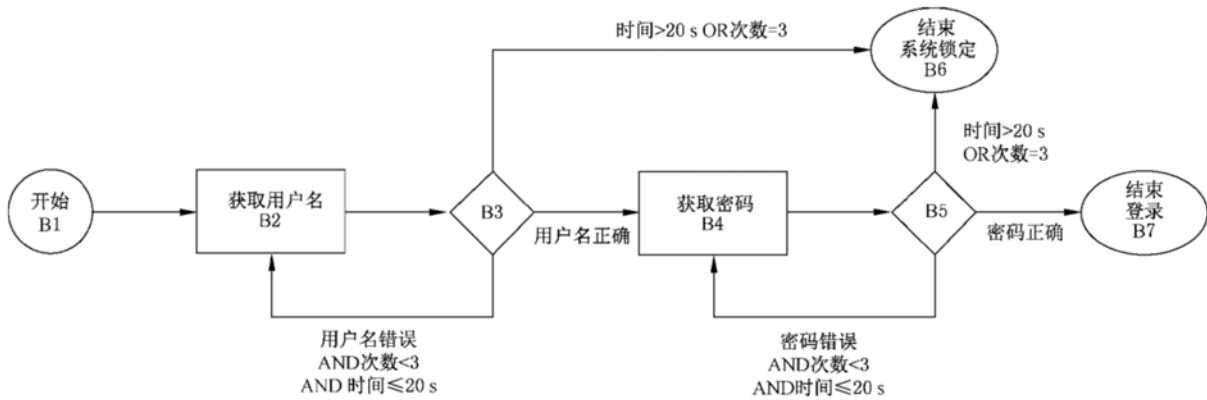 时间>20 s OR次数=3
结束
系统锁定
B6
时间>20 s
OR次数=3
开始
B1
获取用户名
B2
B3
用户名正确
获取密码
B4
B5
密码正确
结束
登录
B7
用户名错误
AND次数<3
AND 时间≤20 s
密码错误
AND次数<3
AND时间≤20 s